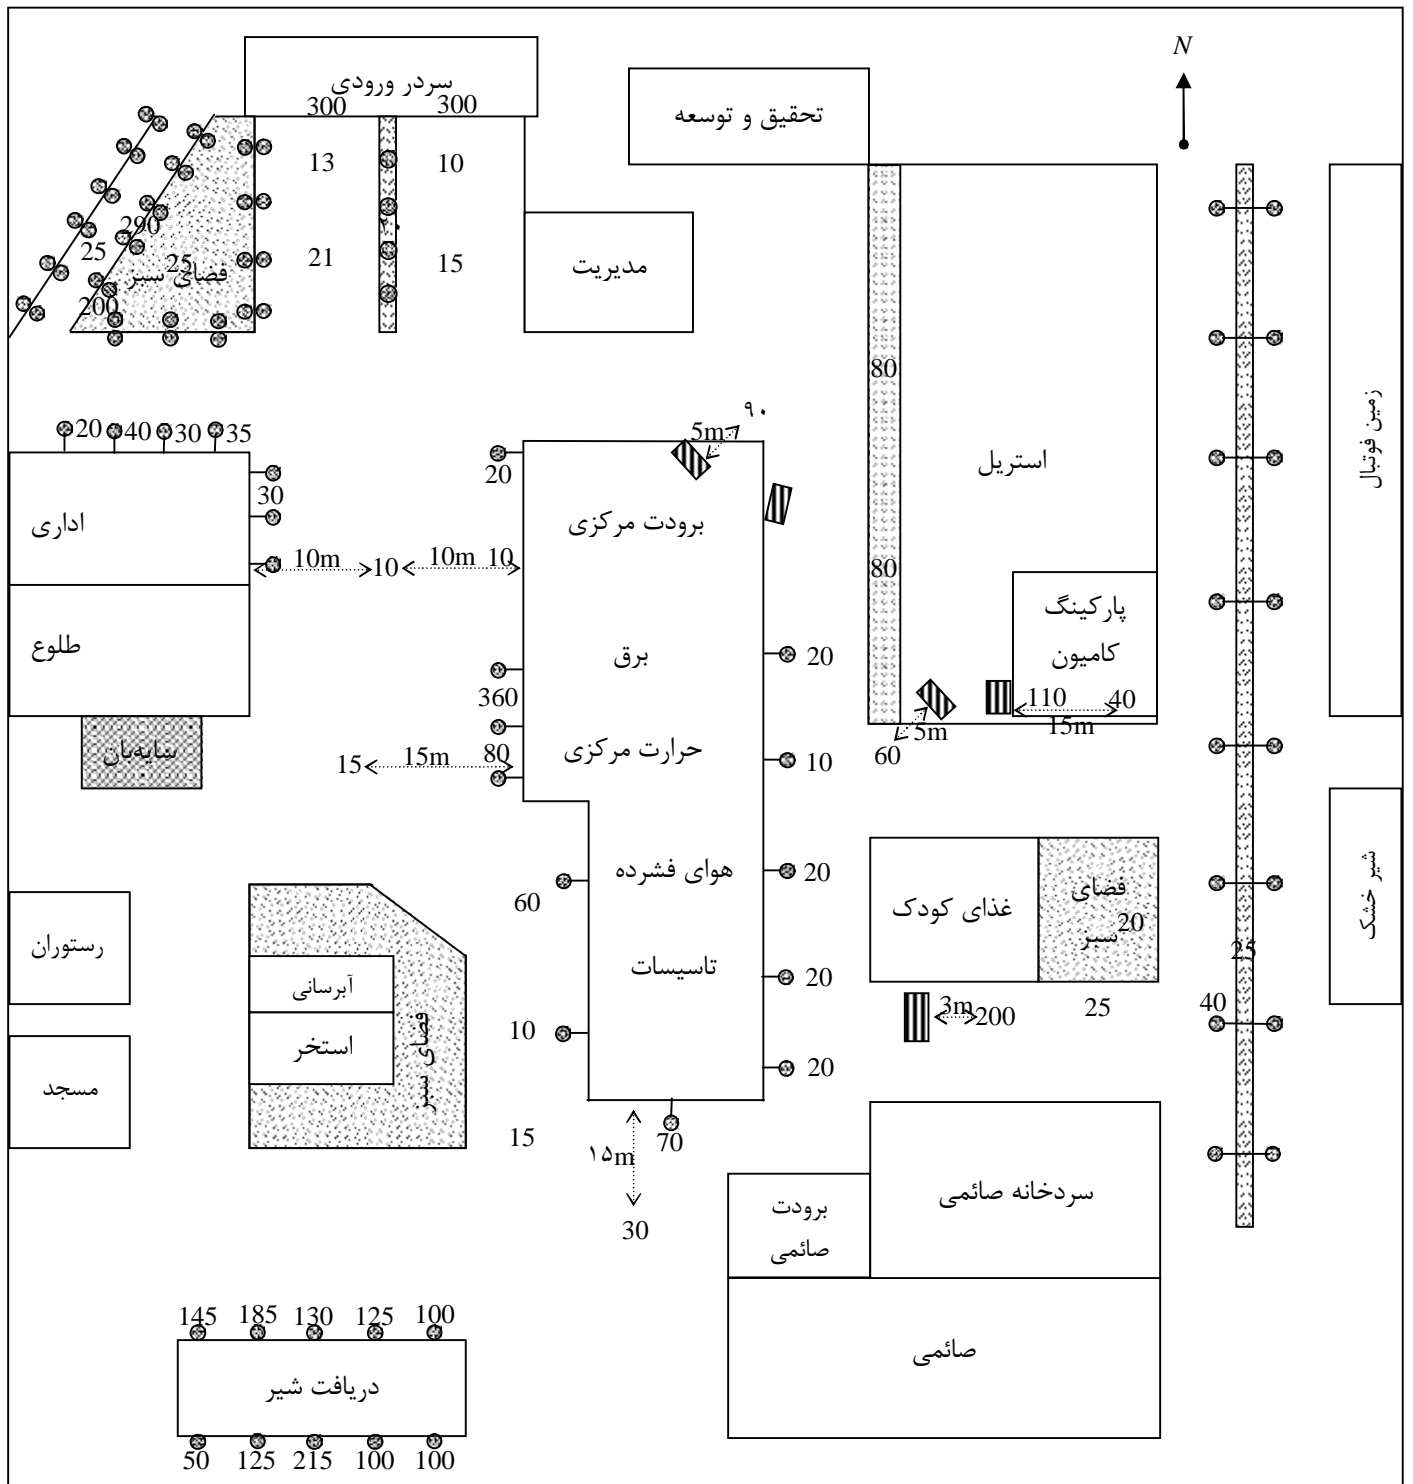 سردر ورودی
300
300
تحقیق و توسعه
N
13
10
290
25
25
فضای سبز
21
15
200
مدیریت
80
استریل
زمین فوتبال
۹۰
5m
20
40
30
35
20
30
اداری
برودت مرکزی
10m
10
10m
10
80
پارکینگ
کامیون
طلوع
برق
20
360
110
40
15m
5m
60
حرارت مرکزی
80
15m
15
10
سایه‌بان
هوای فشرده
20
60
غذای کودک
فضای
سبز
20
شیر خشک
رستوران
آبرسانی
تاسیسات
20
25
3m
200
25
40
10
استخر
فضای سبز
مسجد
20
15
70
۱۵m
30
برودت
صائمی
سردخانه صائمی
145
185
130
125
100
صائمی
دریافت شیر
50
125
215
100
100